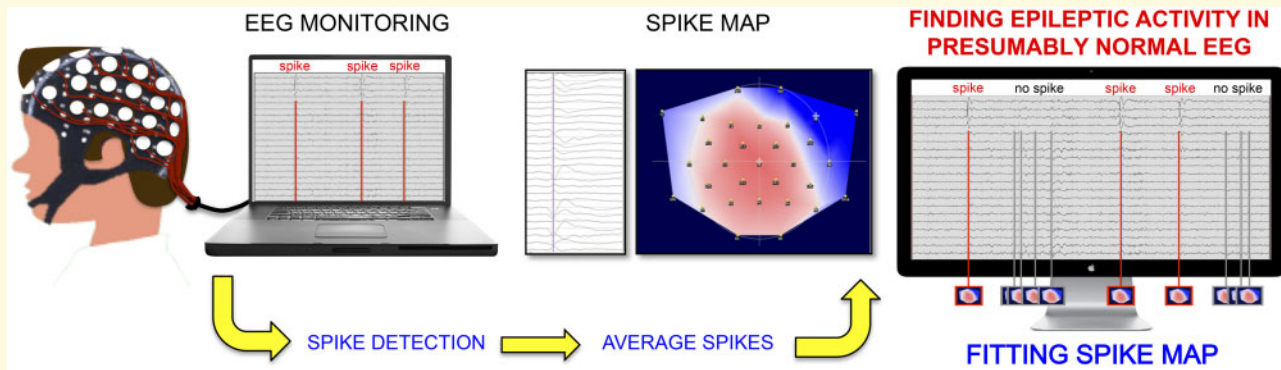 EEG MONITORING
spike
spike
spike
SPIKE MAP
FINDING EPILEPTIC ACTIVITY IN
PRESUMABLY NORMAL EEG
spike
no spike
spike
spike
no spike
SPIKE DETECTION
AVERAGE SPIKES
FITTING SPIKE MAP